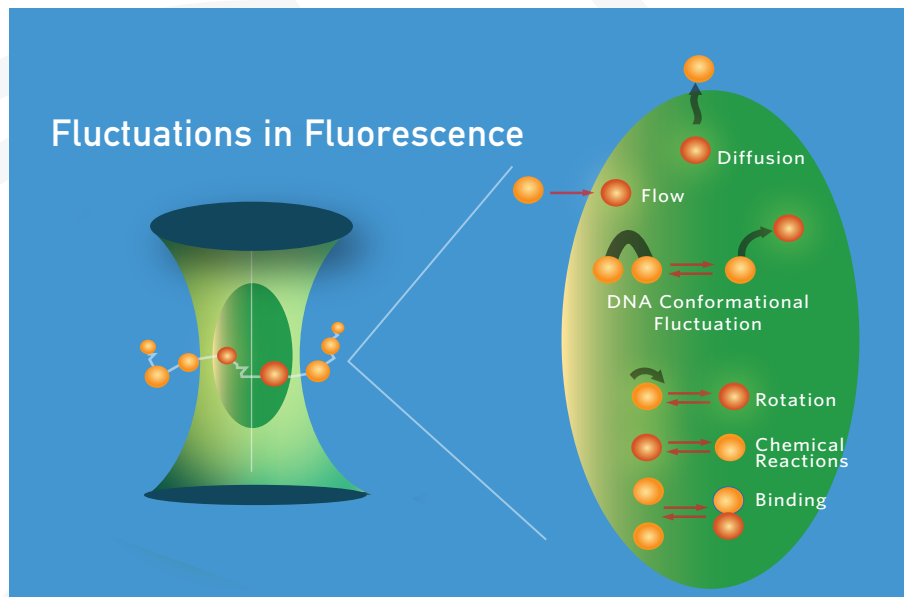 Fluctuations in Fluorescence
Diffusion
Flow
DNA Conformational
Fluctuation
Rotation
Chemical
Reactions
Binding